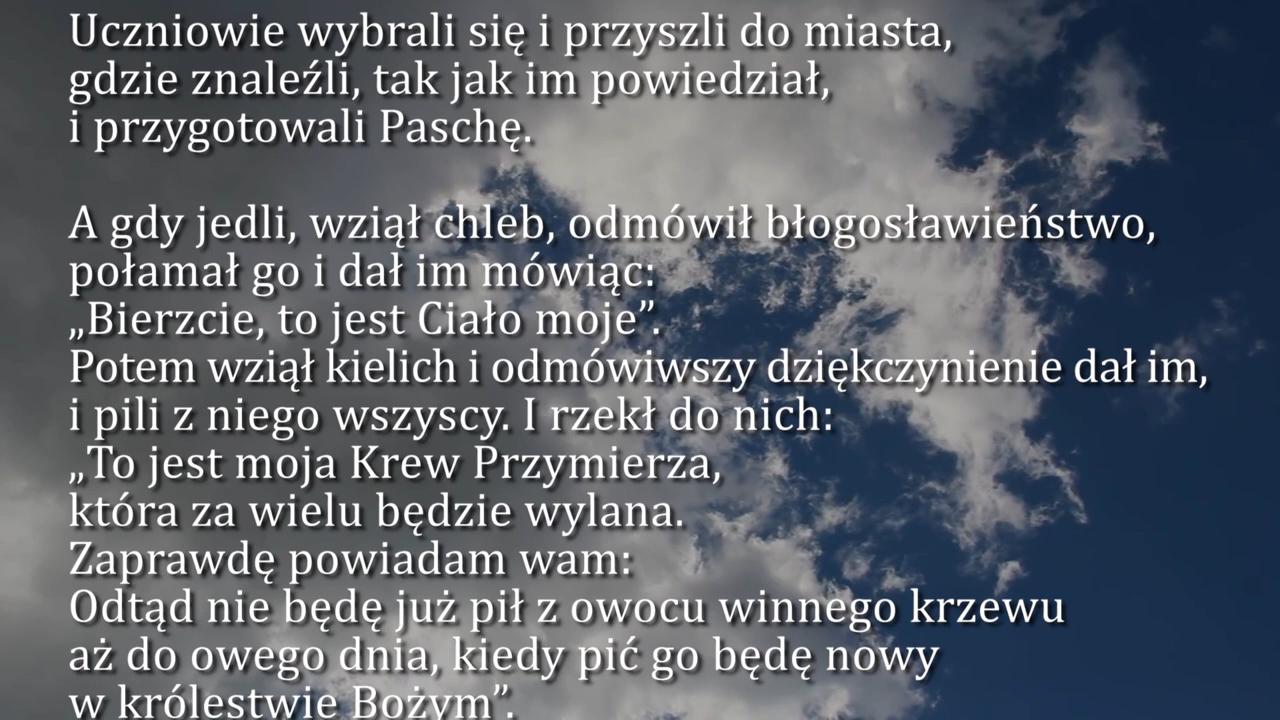 Uczniowie wybrali się i przyszli do miasta,
gdzie znaleźli, tak jak im powiedział,
i przygotowali Paschę.
A gdy jedli, wziął chleb, odmówił błogosławieństwo,
połamał go i dał im mówiąc:
„Bierzcie, to jest Ciało moje”.
Potem wziął kielich i odmówiwszy dziękczynienie dał im,
i pili z niego wszyscy. I rzekł do nich:
„To jest moja Krew Przymierza,
która za wielu będzie wylana.
Zaprawdę powiadam wam:
Odtąd nie będę już pił z owocu winnego krzewu
aż do owego dnia, kiedy pić go będę nowy
w królestwie Bożym”.